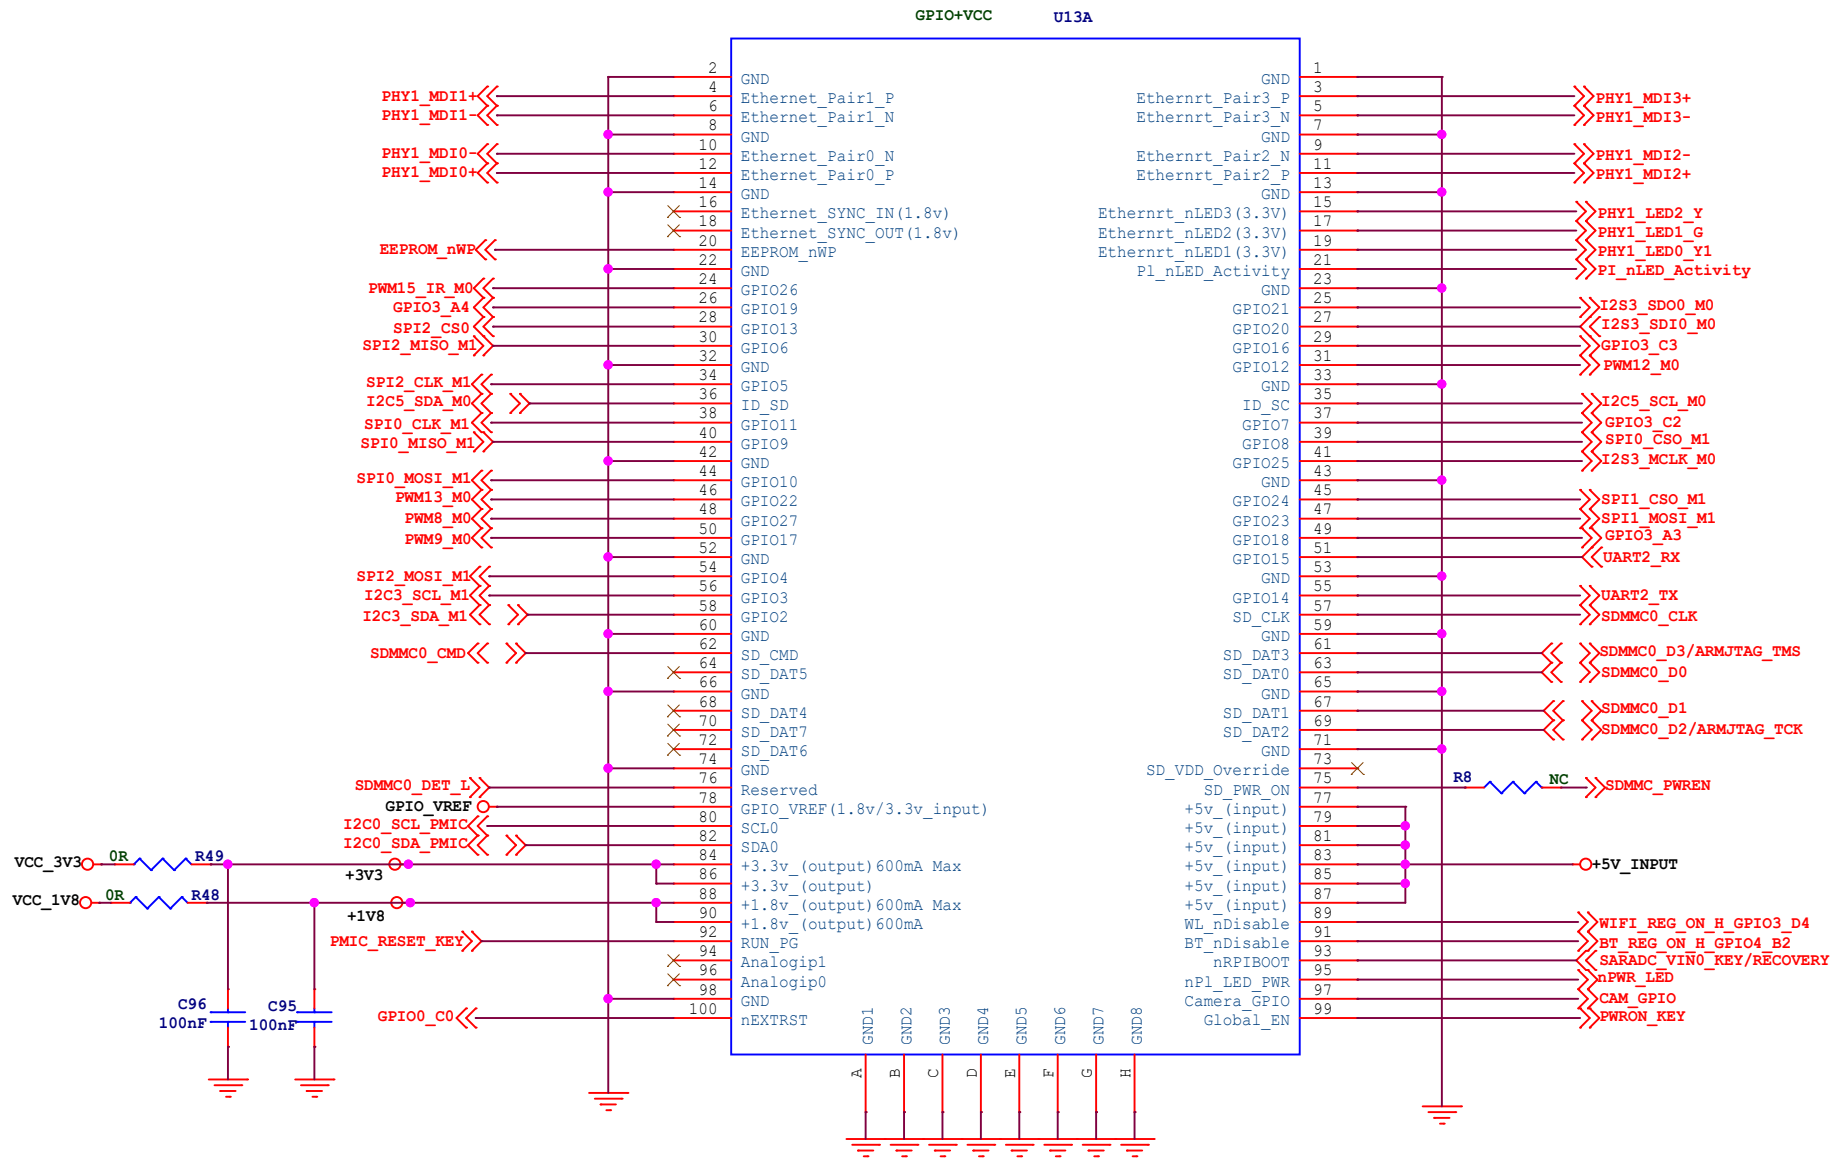 GPIO+VCC U13A
2 GND GND 1
PHY1_MDI1+ 4 Ethernet_Pair1_P Ethernrt_Pair3_P 3 PHY1_MDI3+
PHY1_MDI1- 6 Ethernet_Pair1_N Ethernrt_Pair3_N 5 PHY1_MDI3-
8 GND GND 7
PHY1_MDI0- 10 Ethernet_Pair0_N Ethernrt_Pair2_N 9 PHY1_MDI2-
PHY1_MDI0+ 12 Ethernet_Pair0_P Ethernrt_Pair2_P 11 PHY1_MDI2+
14 GND GND 13
16 Ethernet_SYNC_IN(1.8v) Ethernrt_nLED3(3.3V) 15 PHY1_LED2_Y
18 Ethernet_SYNC_OUT(1.8v) Ethernrt_nLED2(3.3V) 17 PHY1_LED1_G
EEPROM_nWP 20 EEPROM_nWP Ethernrt_nLED1(3.3V) 19 PHY1_LED0_Y1
22 GND Pl_nLED_Activity 21 PI_nLED_Activity
PWM15_IR_M0 24 GPIO26 GND 23
GPIO3_A4 26 GPIO19 GPIO21 25 I2S3_SDO0_M0
SPI2_CS0 28 GPIO13 GPIO20 27 I2S3_SDI0_M0
SPI2_MISO_M1 30 GPIO6 GPIO16 29 GPIO3_C3
32 GND GPIO12 31 PWM12_M0
SPI2_CLK_M1 34 GPIO5 GND 33
I2C5_SDA_M0 36 ID_SD ID_SC 35 I2C5_SCL_M0
SPI0_CLK_M1 38 GPIO11 GPIO7 37 GPIO3_C2
SPI0_MISO_M1 40 GPIO9 GPIO8 39 SPI0_CSO_M1
42 GND GPIO25 41 I2S3_MCLK_M0
SPI0_MOSI_M1 44 GPIO10 GND 43
PWM13_M0 46 GPIO22 GPIO24 45 SPI1_CSO_M1
PWM8_M0 48 GPIO27 GPIO23 47 SPI1_MOSI_M1
PWM9_M0 50 GPIO17 GPIO18 49 GPIO3_A3
52 GND GPIO15 51 UART2_RX
SPI2_MOSI_M1 54 GPIO4 GND 53
I2C3_SCL_M1 56 GPIO3 GPIO14 55 UART2_TX
I2C3_SDA_M1 58 GPIO2 SD_CLK 57 SDMMC0_CLK
60 GND GND 59
SDMMC0_CMD 62 SD_CMD SD_DAT3 61 SDMMC0_D3/ARMJTAG_TMS
64 SD_DAT5 SD_DAT0 63 SDMMC0_D0
66 GND GND 65
68 SD_DAT4 SD_DAT1 67 SDMMC0_D1
70 SD_DAT7 SD_DAT2 69 SDMMC0_D2/ARMJTAG_TCK
72 SD_DAT6 GND 71
74 GND SD_VDD_Override 73
SDMMC0_DET_L 76 Reserved SD_PWR_ON 75 R8 NC SDMMC_PWREN
GPIO_VREF 78 GPIO_VREF(1.8v/3.3v_input) +5v_(input) 77
I2C0_SCL_PMIC 80 SCL0 +5v_(input) 79
I2C0_SDA_PMIC 82 SDA0 +5v_(input) 81
VCC_3V3 0R R49 +3V3 84 +3.3v_(output)600mA Max +5v_(input) 83 +5V_INPUT
86 +3.3v_(output) +5v_(input) 85
VCC_1V8 0R R48 +1V8 88 +1.8v_(output)600mA Max +5v_(input) 87
90 +1.8v_(output)600mA WL_nDisable 89 WIFI_REG_ON_H_GPIO3_D4
PMIC_RESET_KEY 92 RUN_PG BT_nDisable 91 BT_REG_ON_H_GPIO4_B2
94 Analogip1 nRPIBOOT 93 SARADC_VIN0_KEY/RECOVERY
96 Analogip0 nPl_LED_PWR 95 nPWR_LED
98 GND Camera_GPIO 97 CAM_GPIO
GPIO0_C0 100 nEXTRST Global_EN 99 PWRON_KEY
C96 100nF C95 100nF
GND1 GND2 GND3 GND4 GND5 GND6 GND7 GND8
A B C D E F G H